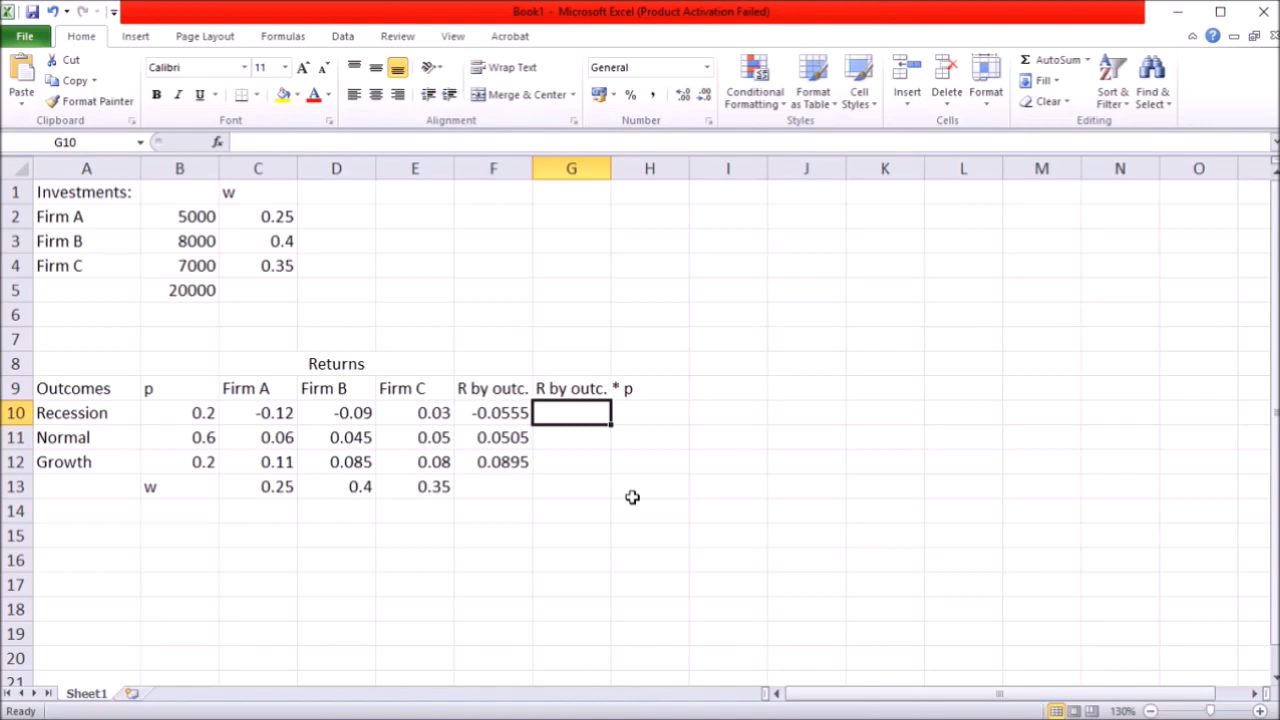 Book1 - Microsoft Excel (Product Activation Failed)
File Home Insert Page Layout Formulas Data Review View Acrobat
Paste
Cut
Copy
Format Painter
Clipboard
Calibri 11 A A
B I U A
Font
Wrap Text
Merge & Center
Alignment
General
% ,
Number
Conditional Formatting
Format as Table
Cell Styles
Styles
Insert Delete Format
Cells
Σ AutoSum
Fill
Clear
Sort & Filter
Find & Select
Editing
G10 fx
A B C D E F G H I J K L M N O
1 Investments: w
2 Firm A 5000 0.25
3 Firm B 8000 0.4
4 Firm C 7000 0.35
5 20000
6
7
8 Returns
9 Outcomes p Firm A Firm B Firm C R by outc. R by outc. * p
10 Recession 0.2 -0.12 -0.09 0.03 -0.0555
11 Normal 0.6 0.06 0.045 0.05 0.0505
12 Growth 0.2 0.11 0.085 0.08 0.0895
13 w 0.25 0.4 0.35
14
15
16
17
18
19
20
21
Sheet1
Ready 130%